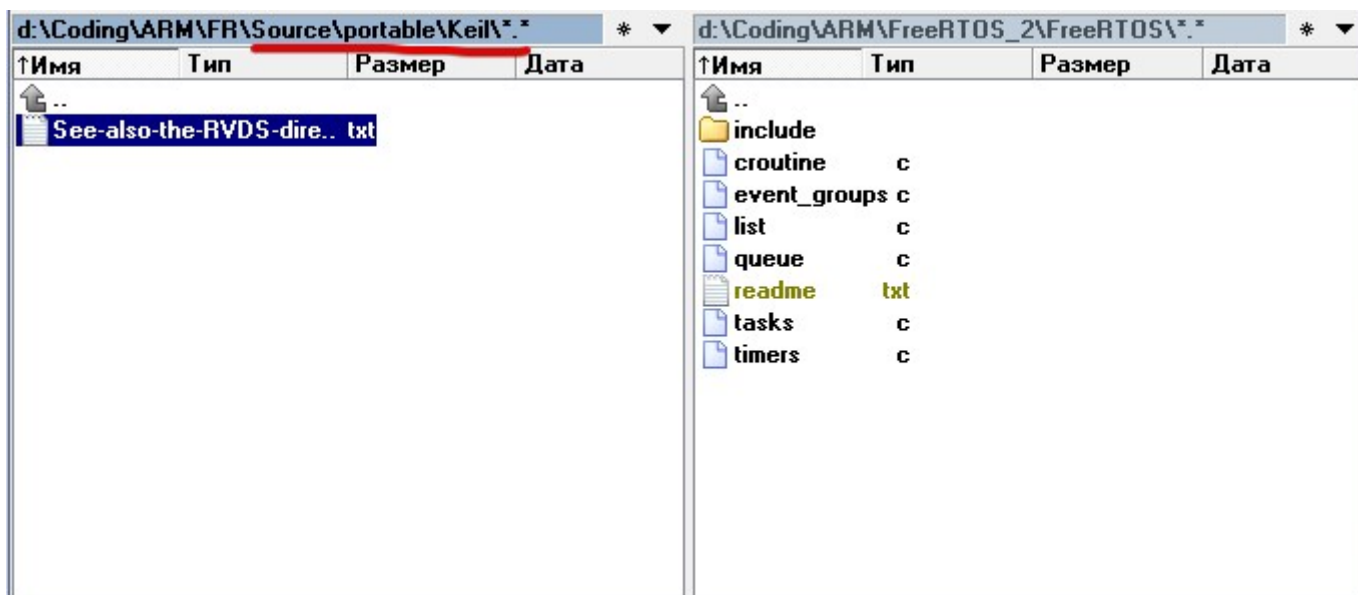 d:\Coding\ARM\FR\Source\portable\Keil\*.* * ▼
↑Имя Тип Размер Дата
..
See-also-the-RVDS-dire.. txt
d:\Coding\ARM\FreeRTOS_2\FreeRTOS\*.* * ▼
↑Имя Тип Размер Дата
..
include
croutine c
event_groups c
list c
queue c
readme txt
tasks c
timers c